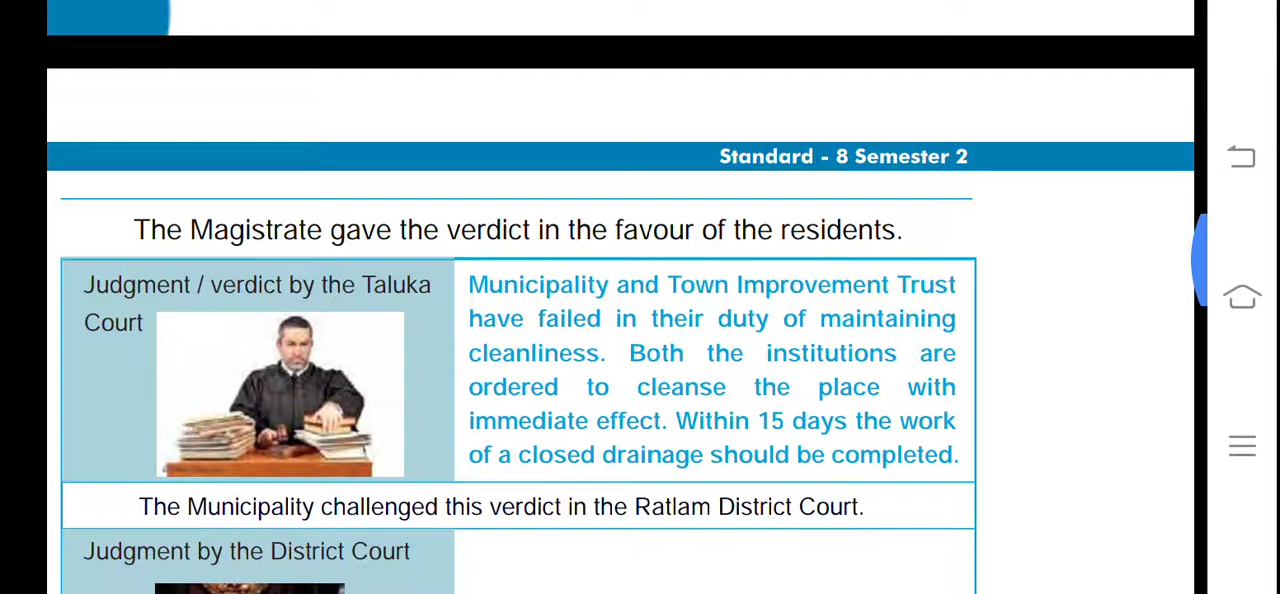 Standard - 8 Semester 2
The Magistrate gave the verdict in the favour of the residents.
Judgment / verdict by the Taluka
Court
Municipality and Town Improvement Trust
have failed in their duty of maintaining
cleanliness. Both the institutions are
ordered to cleanse the place with
immediate effect. Within 15 days the work
of a closed drainage should be completed.
The Municipality challenged this verdict in the Ratlam District Court.
Judgment by the District Court